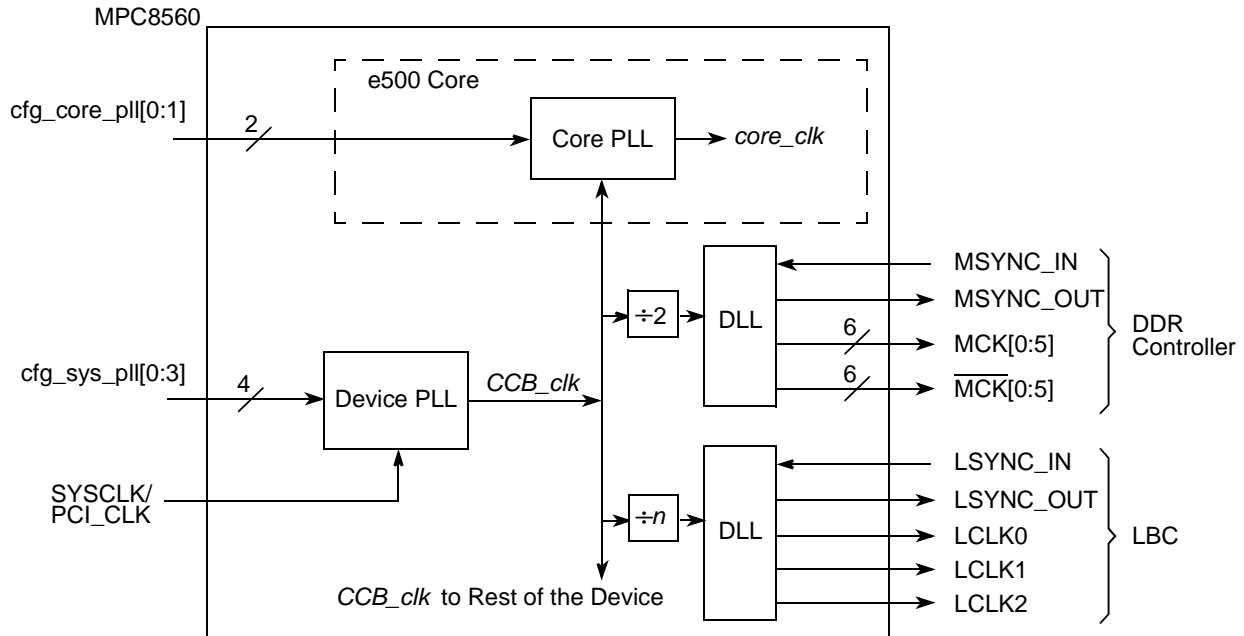 MPC8560
e500 Core
cfg_core_pll[0:1]
2
Core PLL
core_clk
MSYNC_IN
MSYNC_OUT
÷2
DLL
6
MCK[0:5]
DDR
Controller
6
M̅C̅K̅[0:5]
cfg_sys_pll[0:3]
4
Device PLL
CCB_clk
SYSCLK/
PCI_CLK
LSYNC_IN
LSYNC_OUT
÷n
DLL
LCLK0
LBC
LCLK1
LCLK2
CCB_clk to Rest of the Device